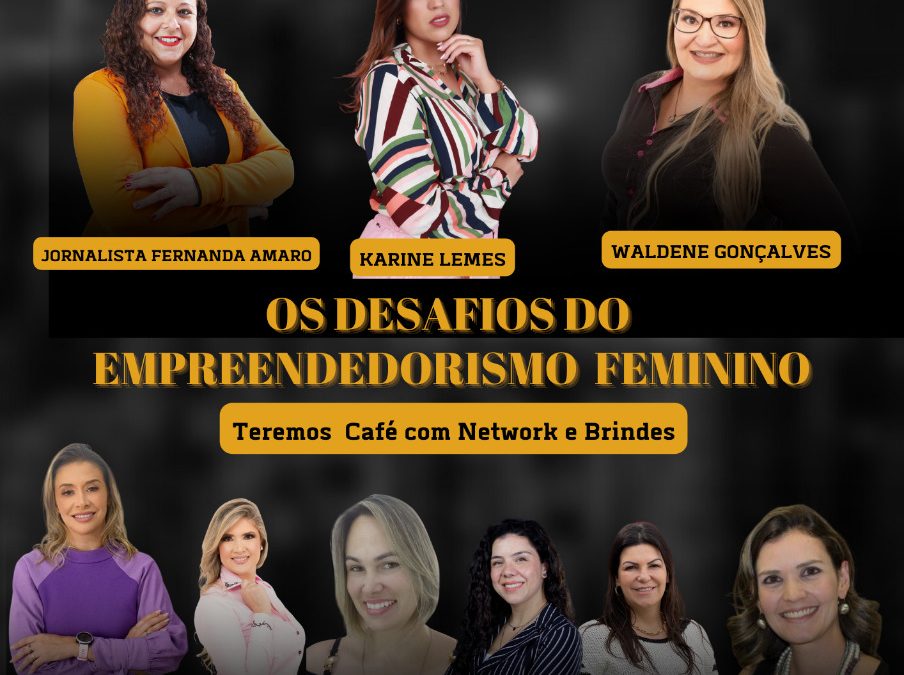 JORNALISTA FERNANDA AMARO
KARINE LEMES
WALDENE GONÇALVES
OS DESAFIOS DO
EMPREENDEDORISMO FEMININO
Teremos Café com Network e Brindes